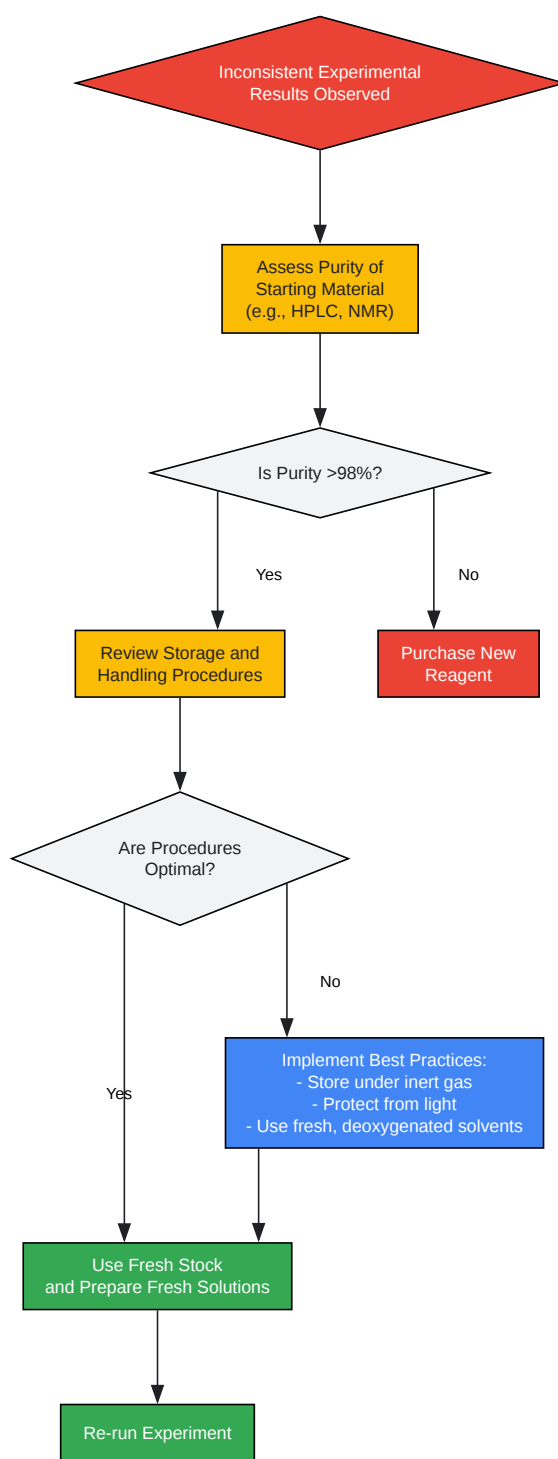 Inconsistent Experimental
Results Observed
Assess Purity of
Starting Material
(e.g., HPLC, NMR)
Is Purity >98%?
Yes
No
Review Storage and
Handling Procedures
Purchase New
Reagent
Are Procedures
Optimal?
No
Implement Best Practices:
- Store under inert gas
- Protect from light
- Use fresh, deoxygenated solvents
Yes
Use Fresh Stock
and Prepare Fresh Solutions
Re-run Experiment